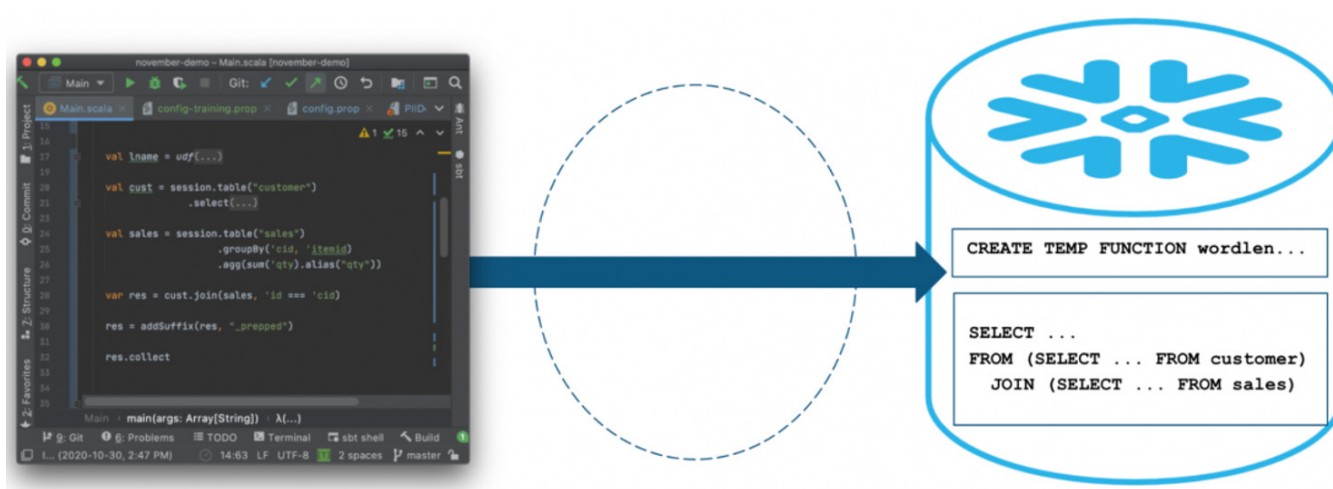 november-demo – Main.scala [november-demo]
Main
Git:
Main.scala
config-training.prop
config.prop
PIID
1: Project
0: Commit
Z: Structure
2: Favorites
Ant
sbt
1 15
15
16
17 val lname = udf(...)
18
20 val cust = session.table("customer")
21 .select(...)
23
24 val sales = session.table("sales")
25 .groupBy('cid, 'itemid)
26 .agg(sum('qty).alias("qty"))
27
28 var res = cust.join(sales, 'id === 'cid)
29
30 res = addSuffix(res, "_prepped")
31
32 res.collect
33
34
35
Main main(args: Array[String]) λ(...)
9: Git 6: Problems TODO Terminal sbt shell Build 1
I... (2020-10-30, 2:47 PM) 14:63 LF UTF-8 2 spaces master
CREATE TEMP FUNCTION wordlen...
SELECT ...
FROM (SELECT ... FROM customer)
JOIN (SELECT ... FROM sales)